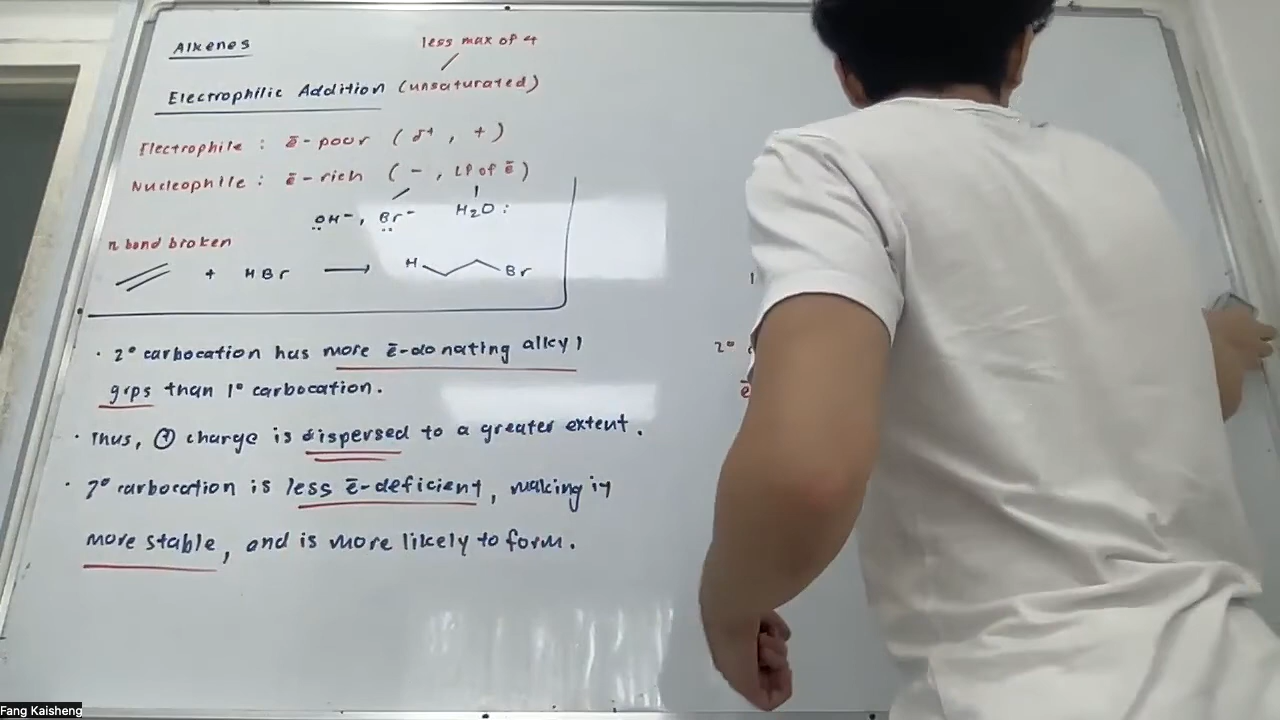 Alkenes
less max of 4
Electrophilic Addition (unsaturated)
Electrophile : ē-poor ( δ+ , + )
Nucleophile : ē-rich ( - , LP of ē )
OH-, Br- H2O :
π bond broken
+ HBr → H Br
· 2° carbocation has more ē-donating alkyl
grps than 1° carbocation.
· Thus, ⊕ charge is dispersed to a greater extent.
· 2° carbocation is less ē-deficient, making it
more stable, and is more likely to form.
2°
Fang Kaisheng